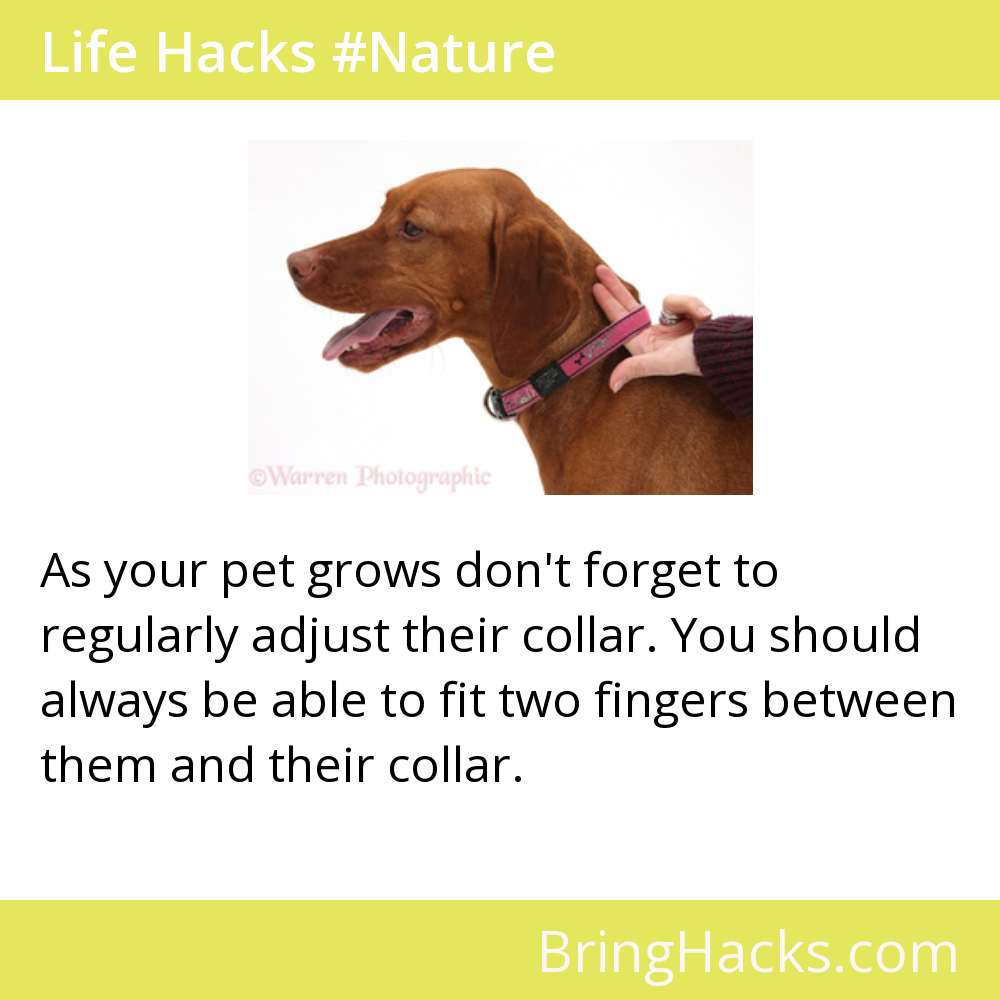 Life Hacks #Nature
©Warren Photographic
As your pet grows don't forget to
regularly adjust their collar. You should
always be able to fit two fingers between
them and their collar.
BringHacks.com